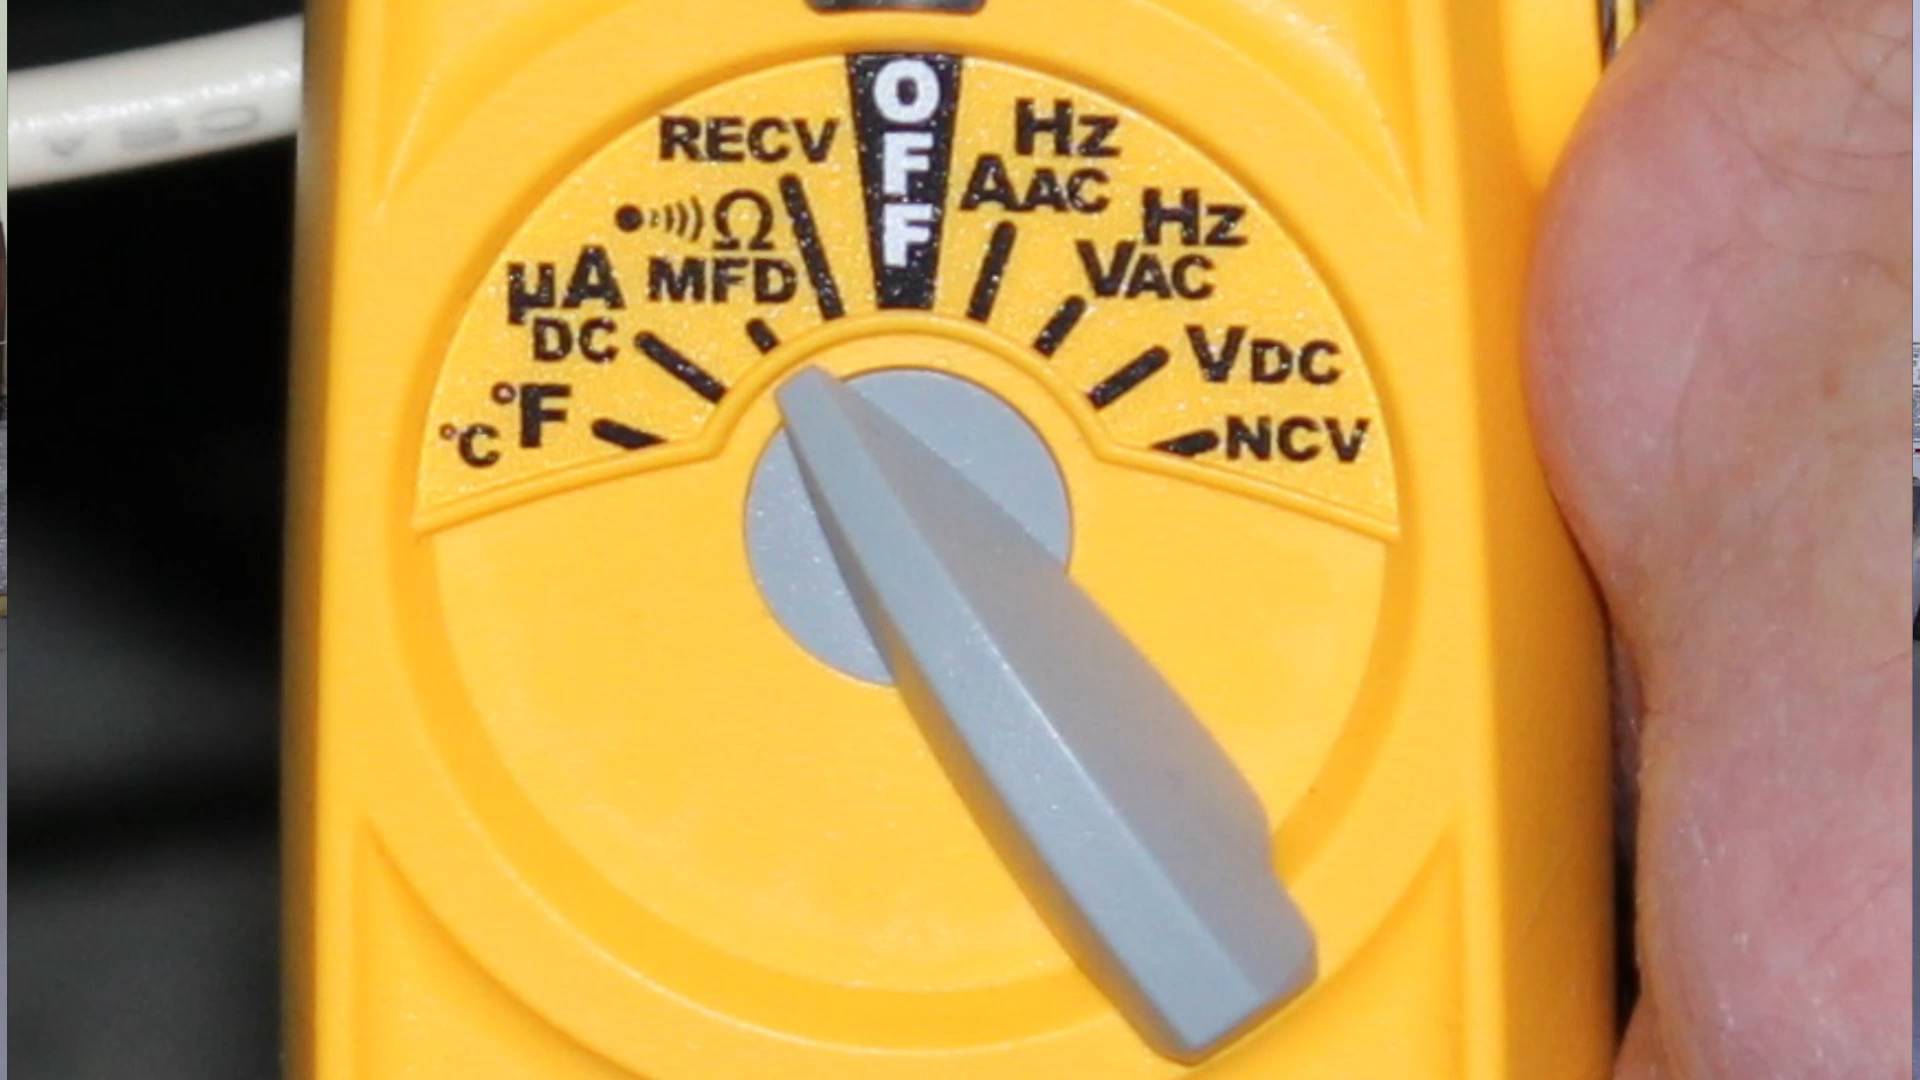 OFF
RECV
Ω
MFD
µA
DC
°C °F
Hz
AAC
Hz
VAC
VDC
NCV